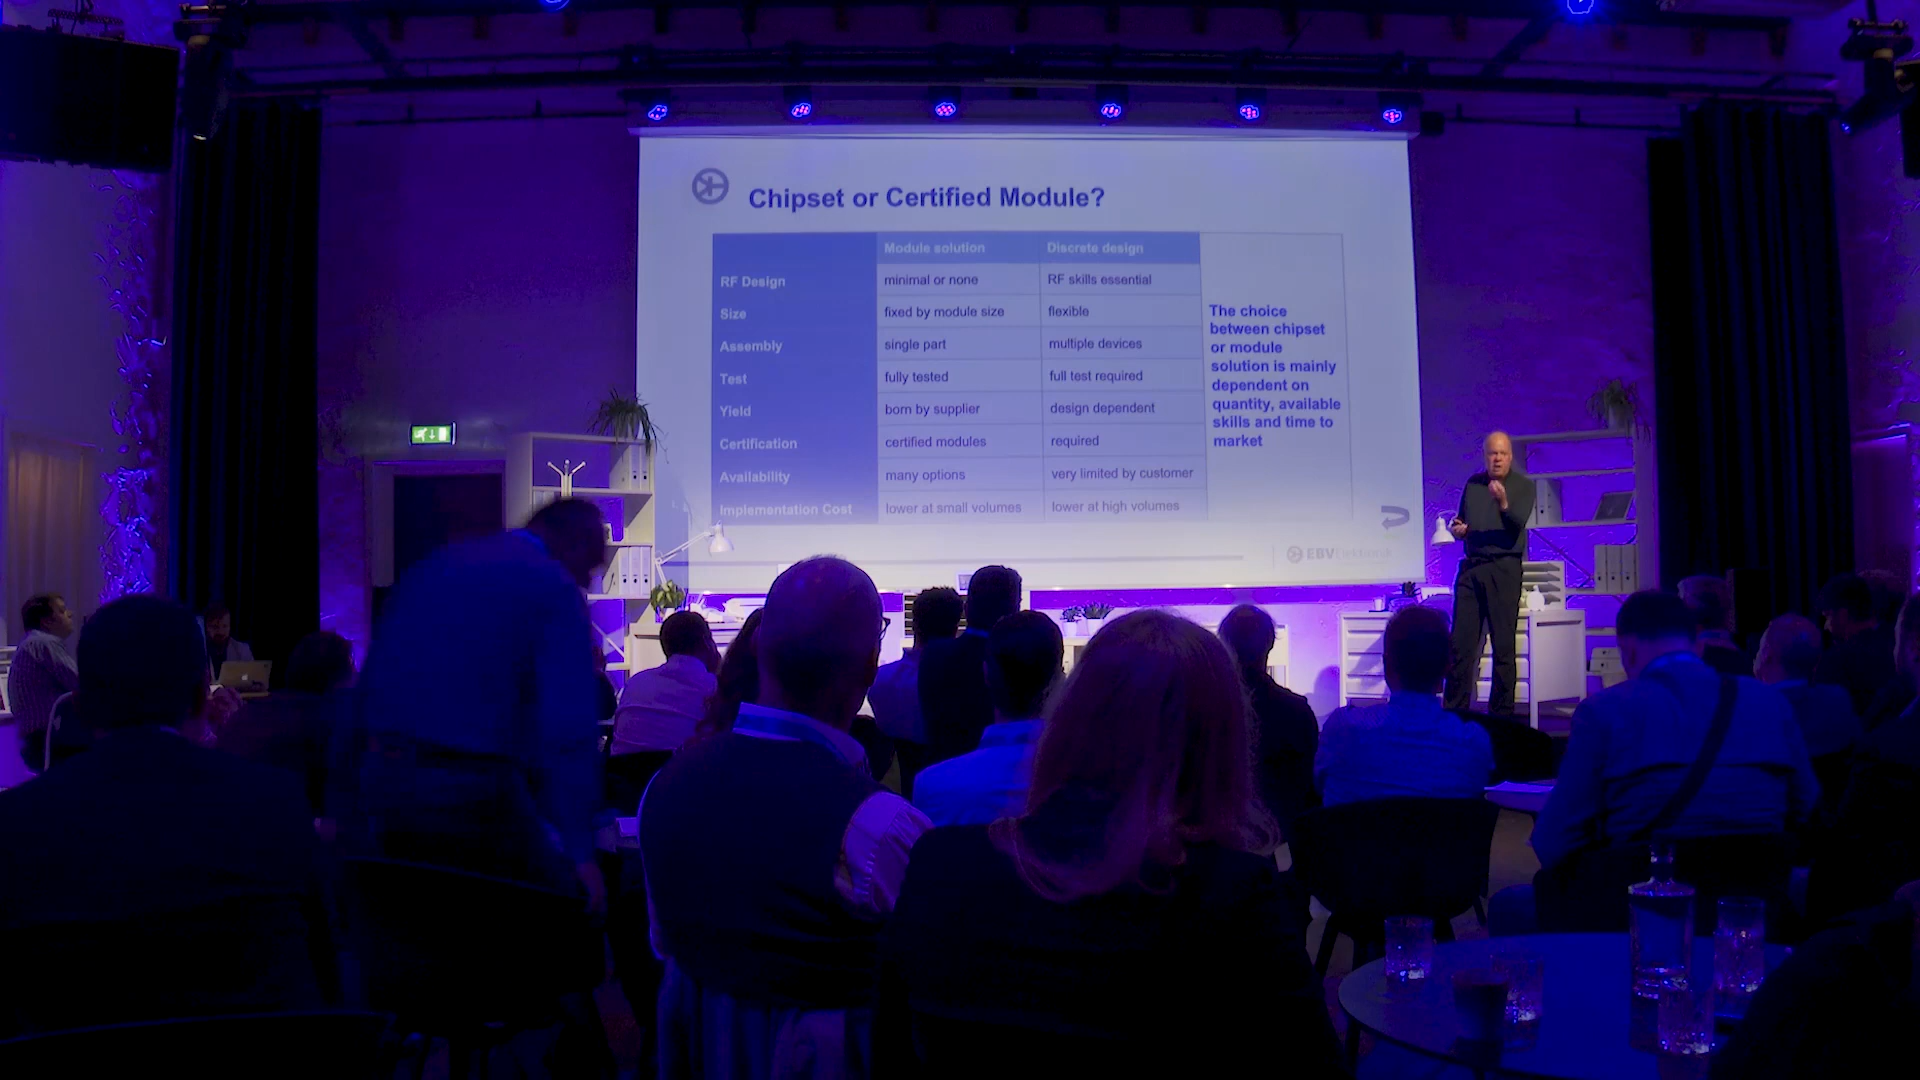 Chipset or Certified Module?
Module solution Discrete design
RF Design minimal or none RF skills essential
Size fixed by module size flexible
Assembly single part multiple devices
Test fully tested full test required
Yield born by supplier design dependent
Certification certified modules required
Availability many options very limited by customer
Implementation Cost lower at small volumes lower at high volumes
The choice
between chipset
or module
solution is mainly
dependent on
quantity, available
skills and time to
market
EBVElektronik